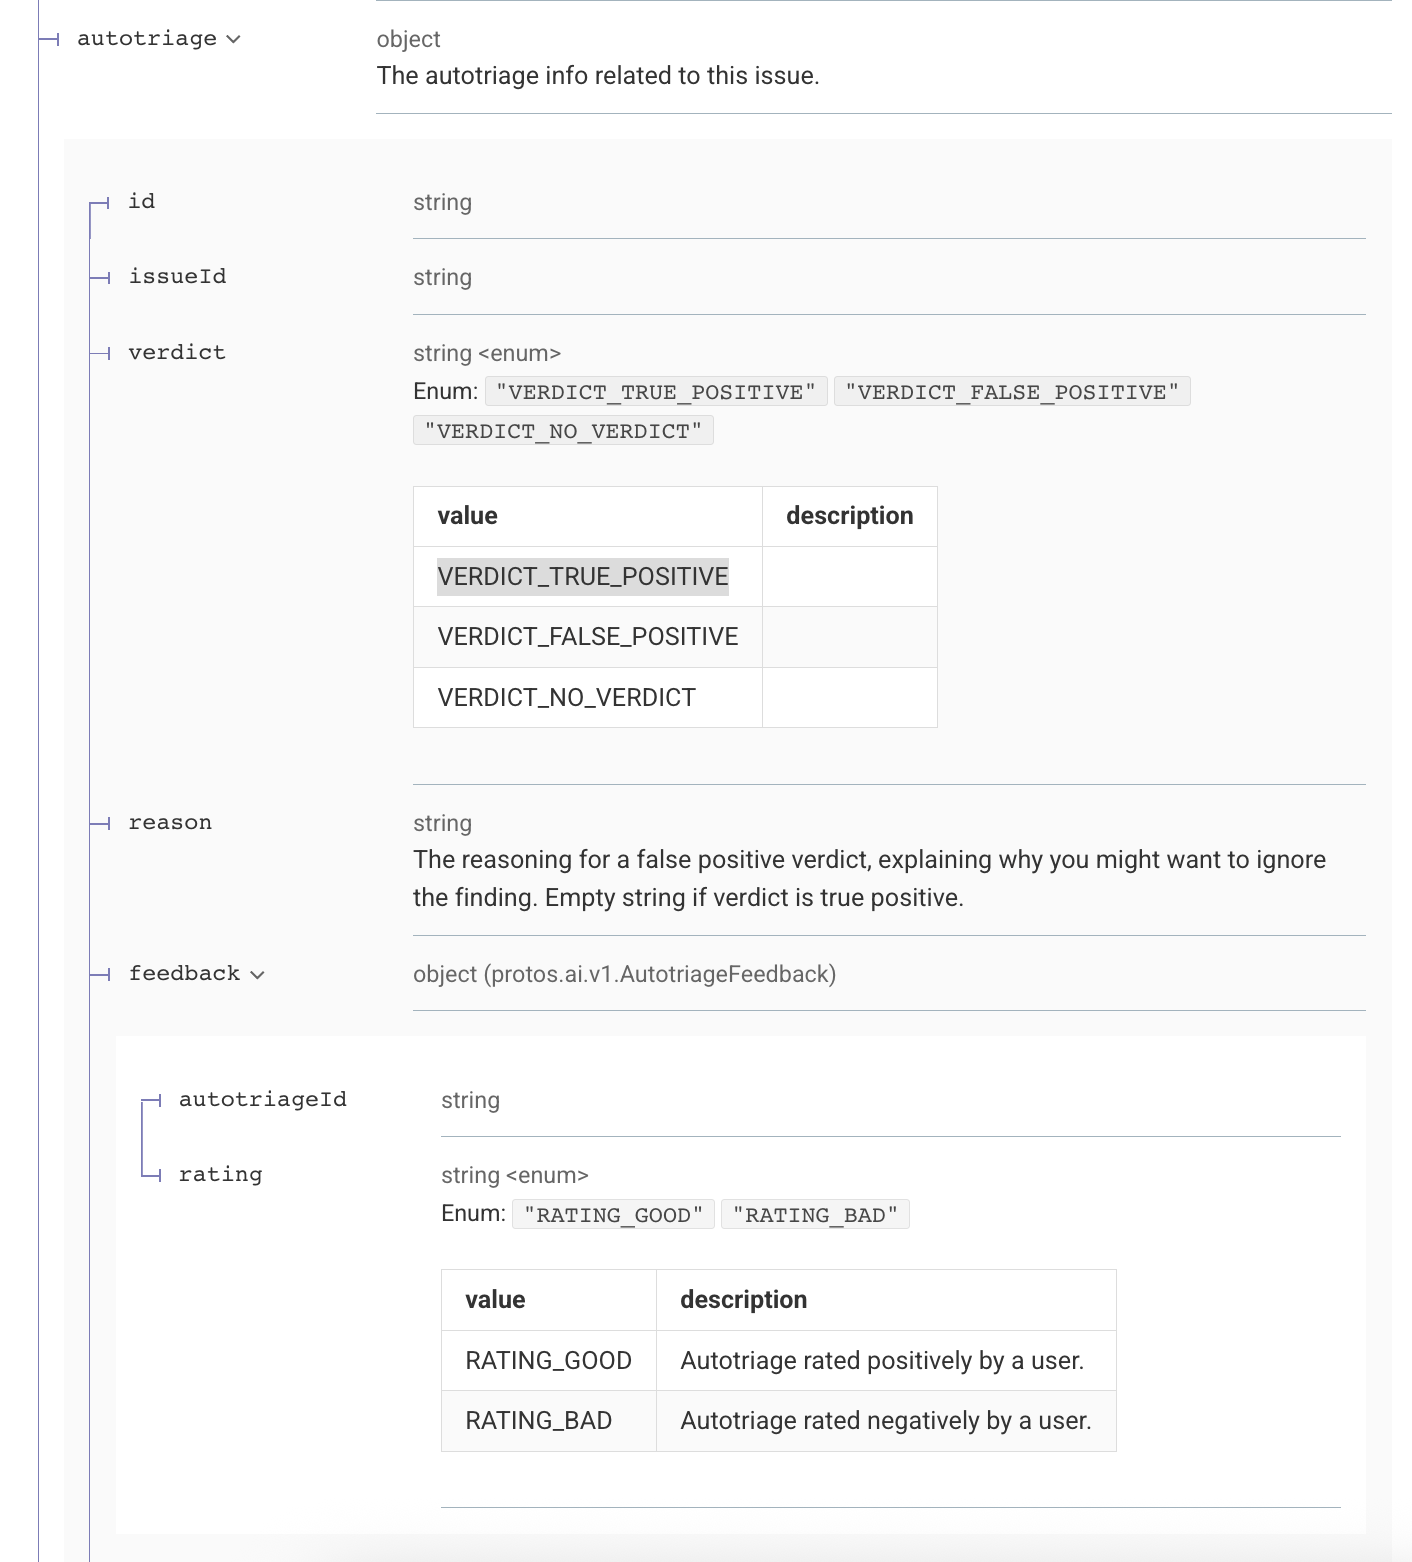 autotriage object
The autotriage info related to this issue.
id string
issueId string
verdict string <enum>
Enum: "VERDICT_TRUE_POSITIVE" "VERDICT_FALSE_POSITIVE"
"VERDICT_NO_VERDICT"
value description
VERDICT_TRUE_POSITIVE
VERDICT_FALSE_POSITIVE
VERDICT_NO_VERDICT
reason string
The reasoning for a false positive verdict, explaining why you might want to ignore
the finding. Empty string if verdict is true positive.
feedback object (protos.ai.v1.AutotriageFeedback)
autotriageId string
rating string <enum>
Enum: "RATING_GOOD" "RATING_BAD"
value description
RATING_GOOD Autotriage rated positively by a user.
RATING_BAD Autotriage rated negatively by a user.